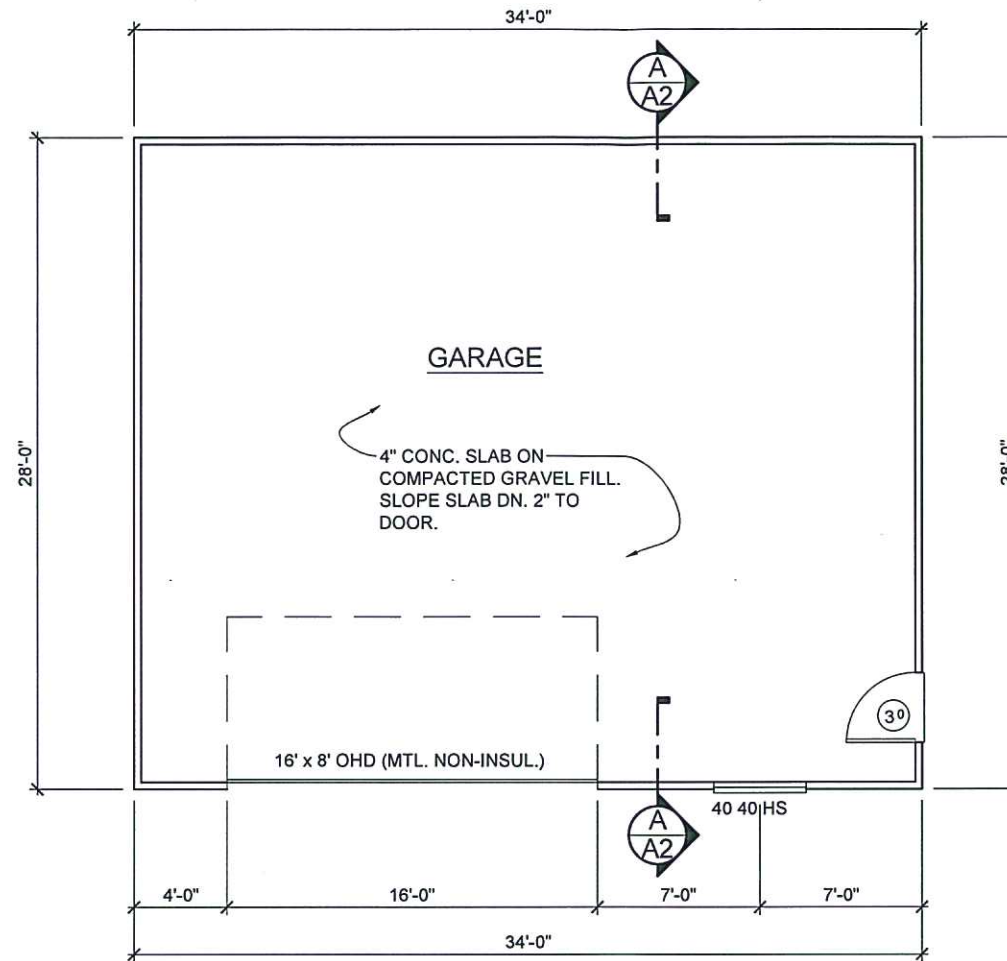 34'-0"
A
A2
28'-0"
GARAGE
4" CONC. SLAB ON
COMPACTED GRAVEL FILL.
SLOPE SLAB DN. 2" TO
DOOR.
28'-0"
3⁰
16' x 8' OHD (MTL. NON-INSUL.)
40 40 HS
A
A2
4'-0"
16'-0"
7'-0"
7'-0"
34'-0"